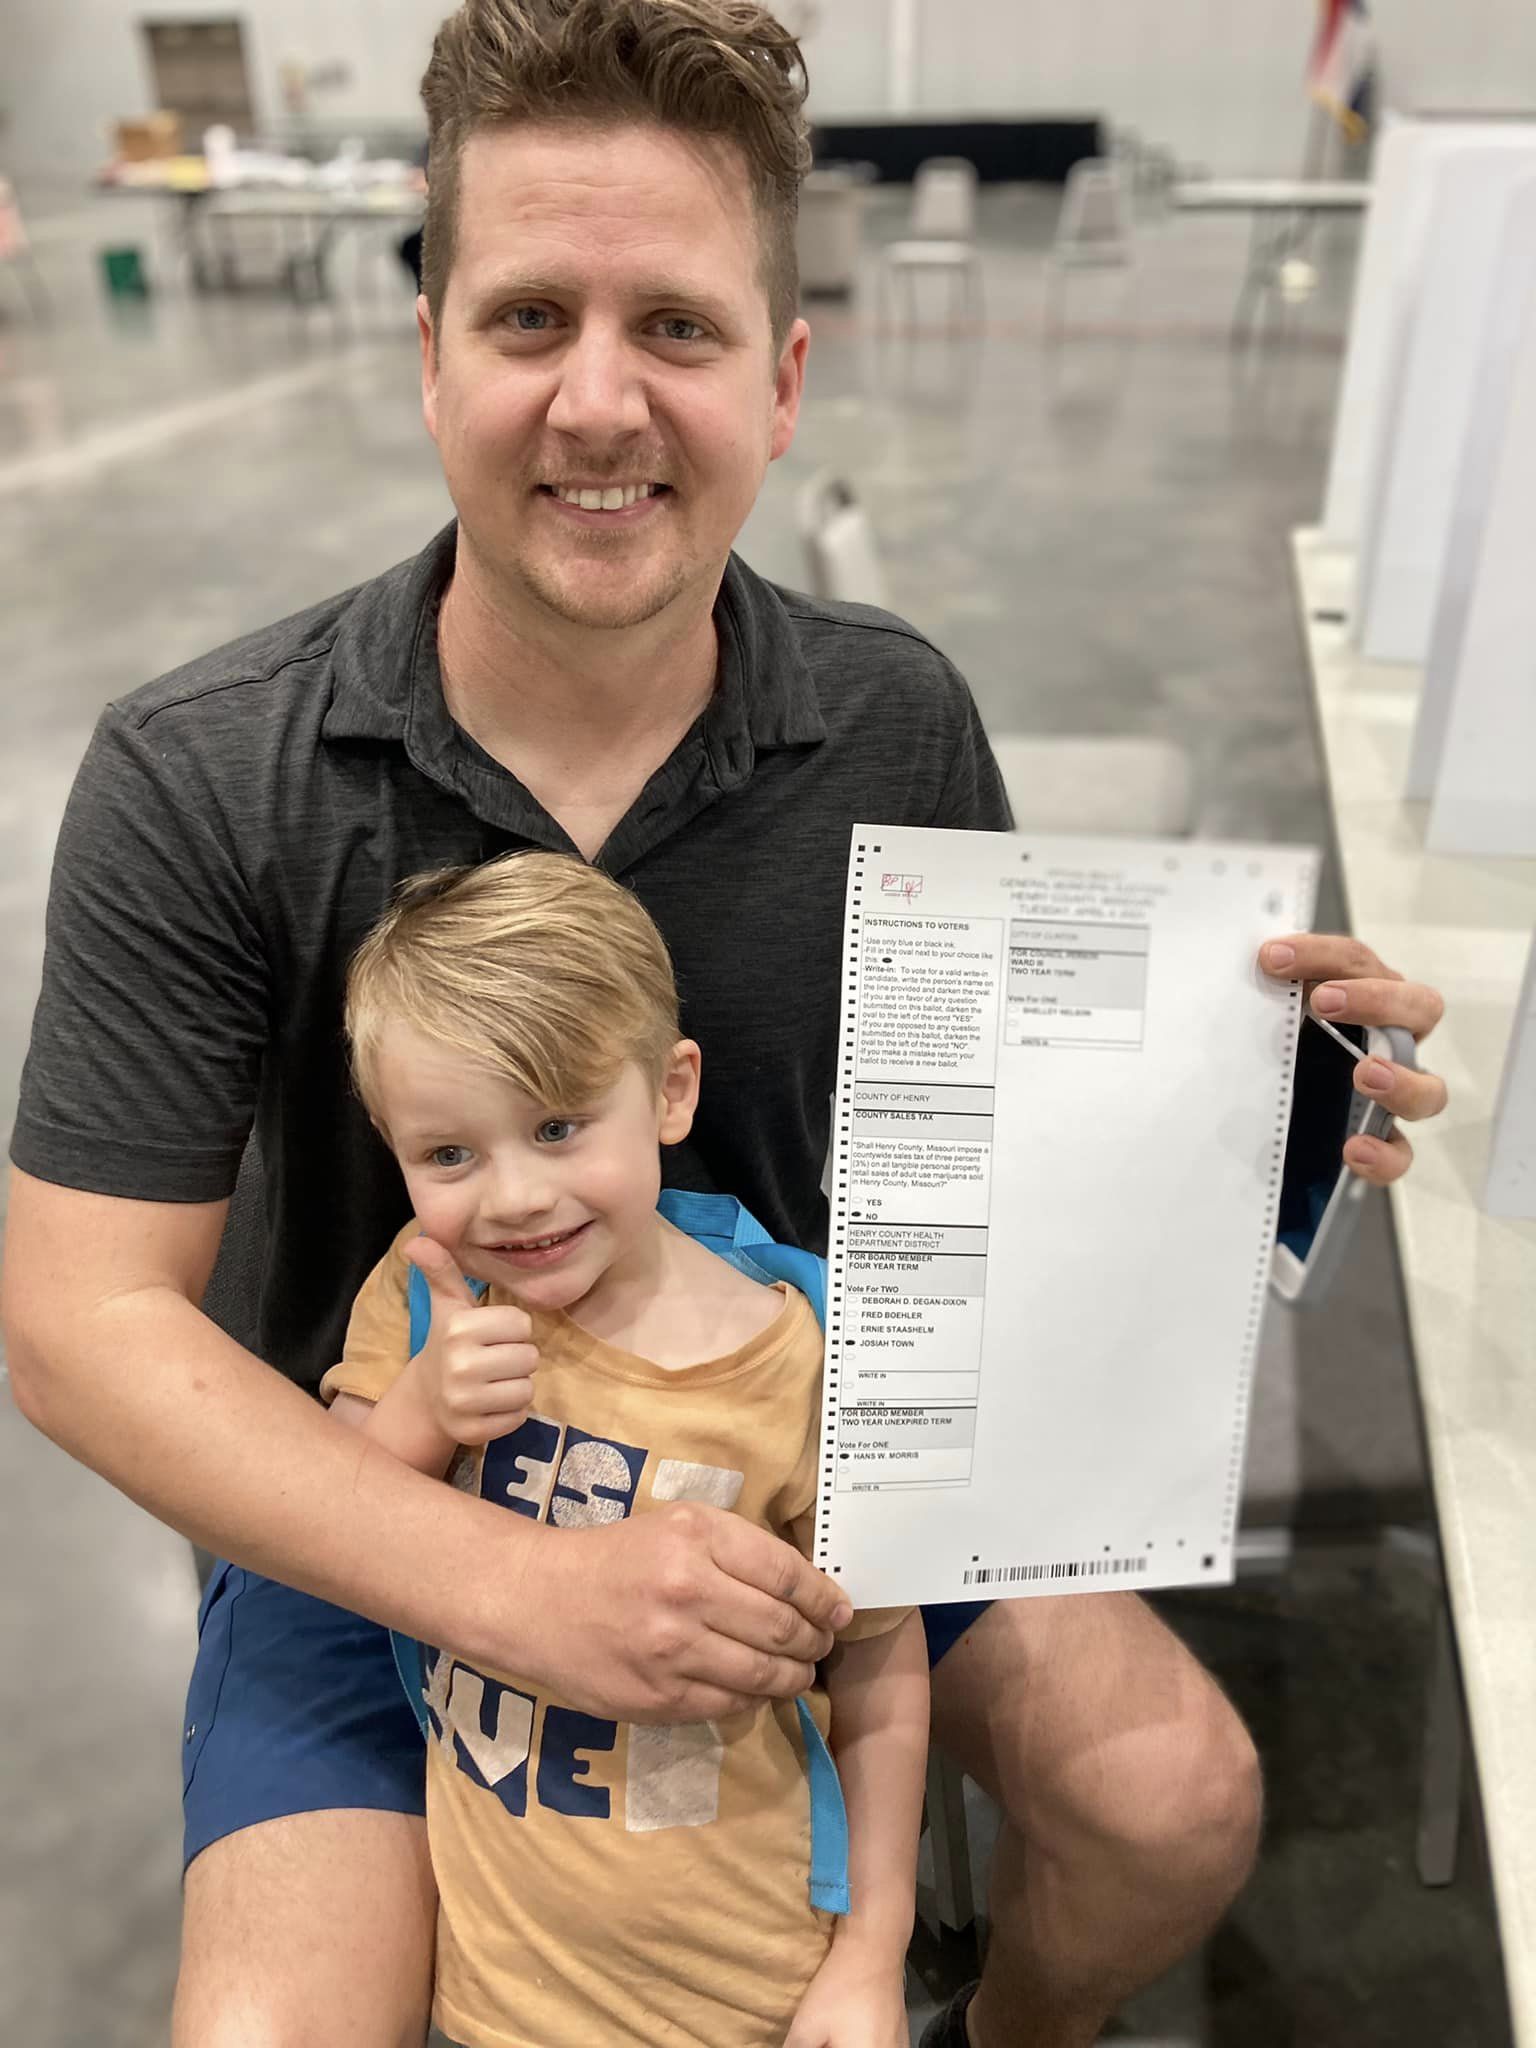 BP
GENERAL MUNICIPAL ELECTION
HENRY COUNTY, MISSOURI
INSTRUCTIONS TO VOTERS
-Use only blue or black ink.
-Fill in the oval next to your choice like
this:
-Write-in: To vote for a valid write-in
candidate, write the person's name on
the line provided and darken the oval.
-If you are in favor of any question
submitted on this ballot, darken the
oval to the left of the word "YES".
-If you are opposed to any question
submitted on this ballot, darken the
oval to the left of the word "NO".
-If you make a mistake return your
ballot to receive a new ballot.
COUNTY OF HENRY
COUNTY SALES TAX
"Shall Henry County, Missouri impose a
countywide sales tax of three percent
(3%) on all tangible personal property
retail sales of adult use marijuana sold
in Henry County, Missouri?"
YES
NO
HENRY COUNTY HEALTH
DEPARTMENT DISTRICT
FOR BOARD MEMBER
FOUR YEAR TERM
Vote For TWO
DEBORAH D. DEGAN-DIXON
FRED BOEHLER
ERNIE STAASHELM
JOSIAH TOWN
WRITE IN
WRITE IN
FOR BOARD MEMBER
TWO YEAR UNEXPIRED TERM
Vote For ONE
HANS W. MORRIS
WRITE IN
CITY OF CLINTON
FOR COUNCIL PERSON
WARD III
TWO YEAR TERM
Vote For ONE
SHELLEY NELSON
WRITE IN
EST
UE